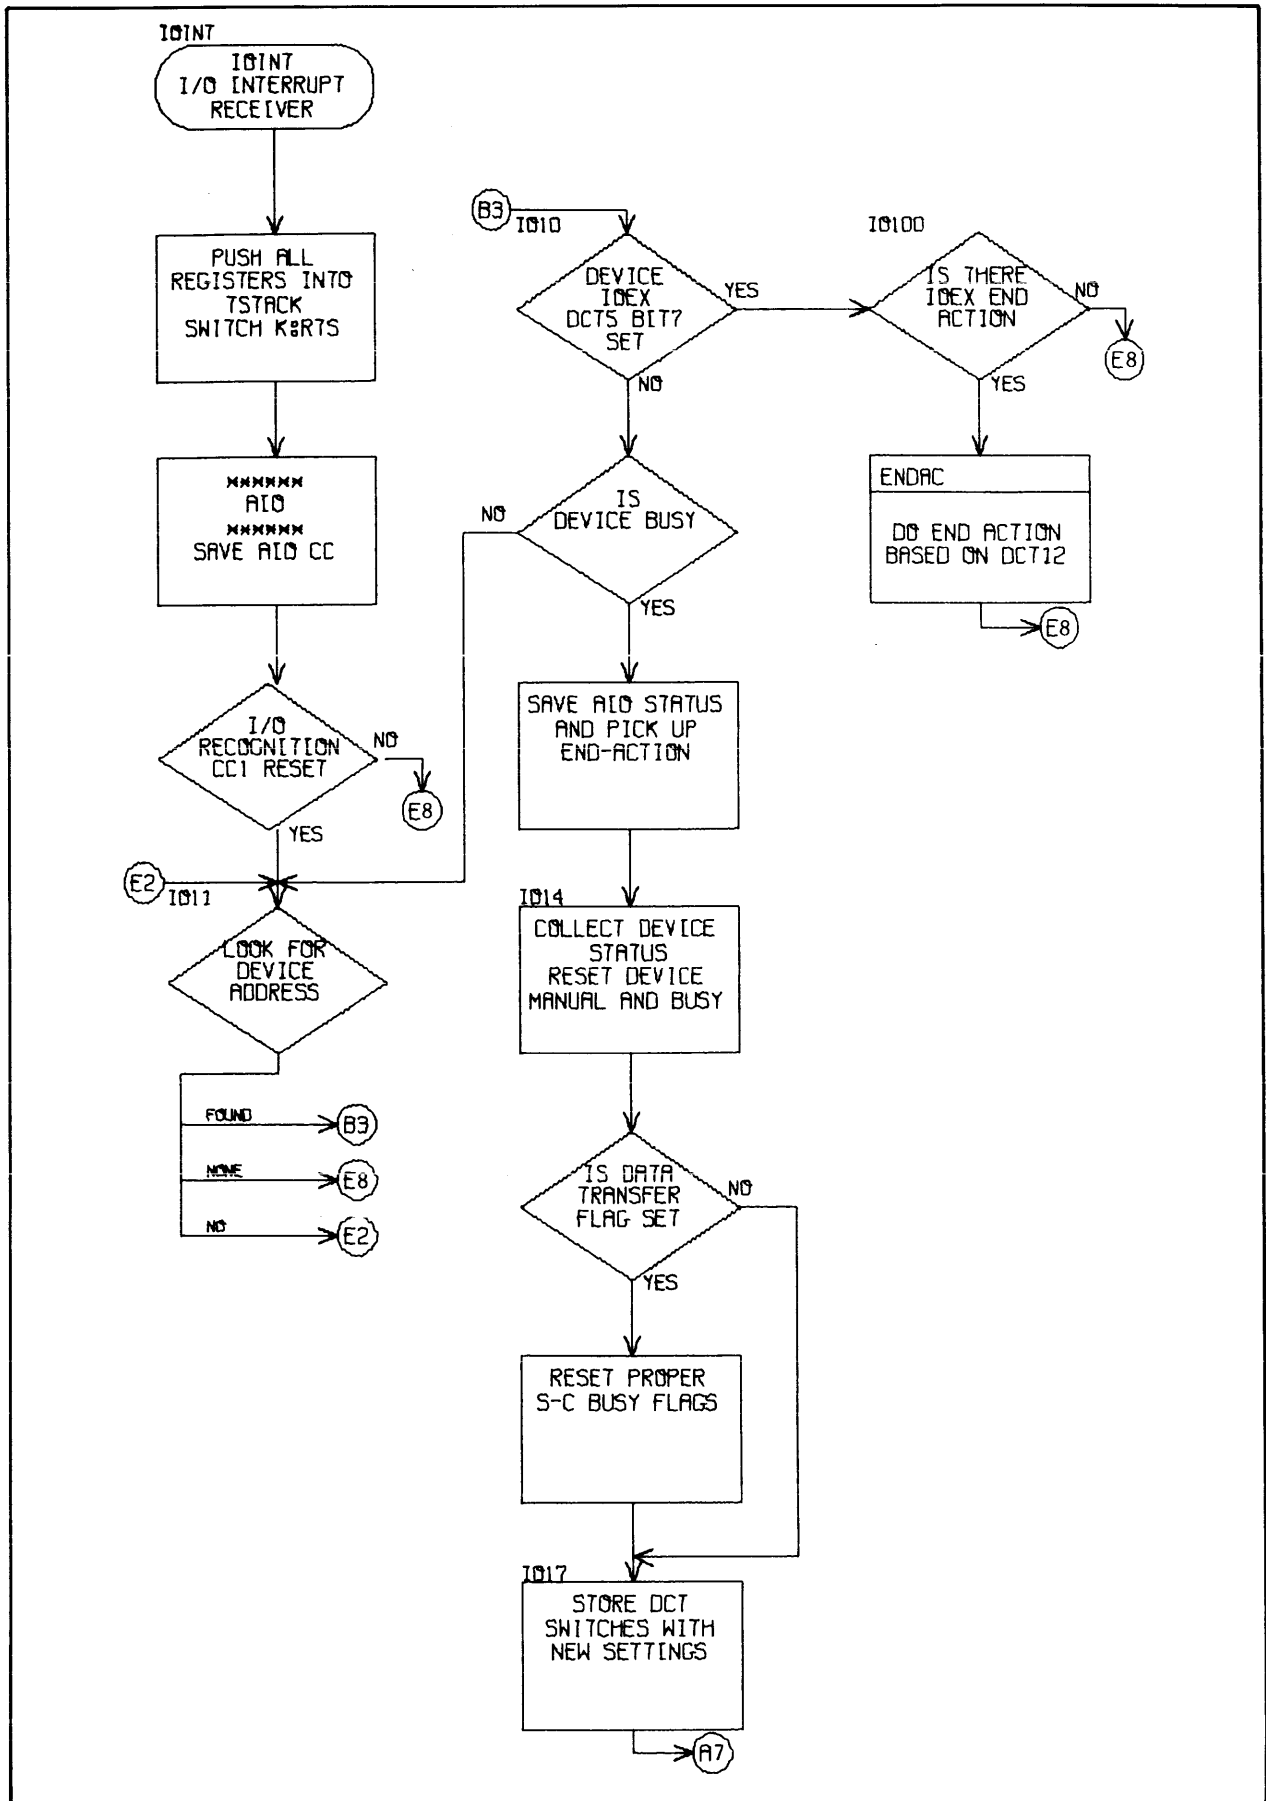 IOINT
IOINT
I/O INTERRUPT
RECEIVER
PUSH ALL
REGISTERS INTO
TSTACK
SWITCH K:RTS
******
AIO
******
SAVE AIO CC
I/O
RECOGNITION
CC1 RESET
NO
E8
YES
E2
IO11
LOOK FOR
DEVICE
ADDRESS
FOUND
B3
NONE
E8
NO
E2
B3
IO10
DEVICE
IOEX
DCT5 BIT7
SET
YES
NO
IS
DEVICE BUSY
NO
YES
SAVE AIO STATUS
AND PICK UP
END-ACTION
IO14
COLLECT DEVICE
STATUS
RESET DEVICE
MANUAL AND BUSY
IS DATA
TRANSFER
FLAG SET
NO
YES
RESET PROPER
S-C BUSY FLAGS
IO17
STORE DCT
SWITCHES WITH
NEW SETTINGS
A7
IO100
IS THERE
IOEX END
ACTION
NO
E8
YES
ENDAC
DO END ACTION
BASED ON DCT12
E8